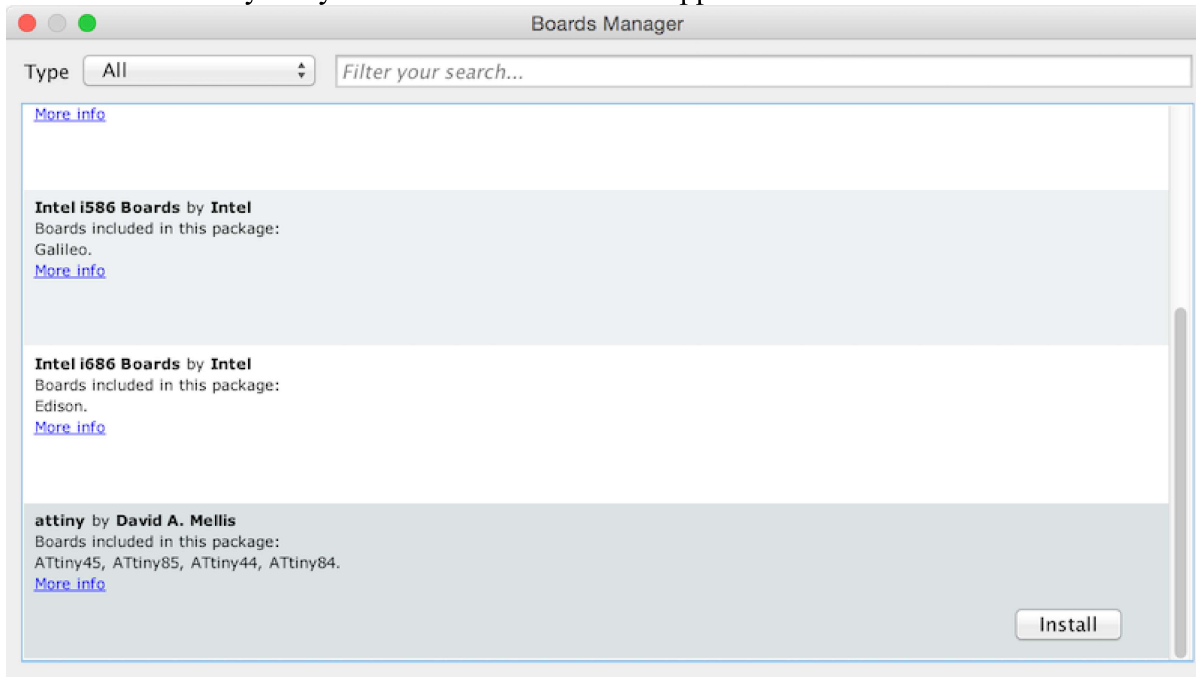 Boards Manager
Type All Filter your search...
More info
Intel i586 Boards by Intel
Boards included in this package:
Galileo.
More info
Intel i686 Boards by Intel
Boards included in this package:
Edison.
More info
attiny by David A. Mellis
Boards included in this package:
ATtiny45, ATtiny85, ATtiny44, ATtiny84.
More info
Install